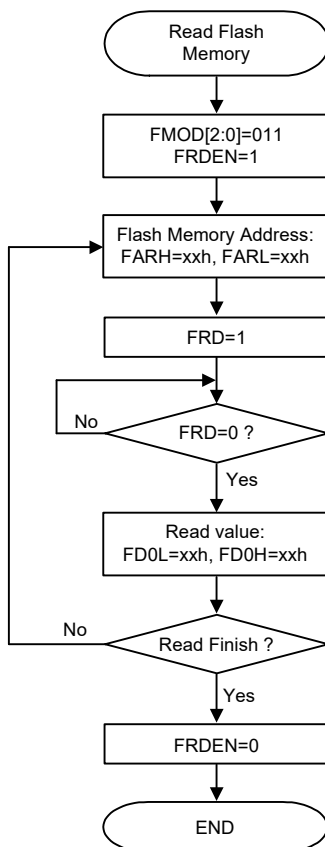 Read Flash
Memory
FMOD[2:0]=011
FRDEN=1
Flash Memory Address:
FARH=xxh, FARL=xxh
FRD=1
No
FRD=0 ?
Yes
Read value:
FD0L=xxh, FD0H=xxh
No
Read Finish ?
Yes
FRDEN=0
END